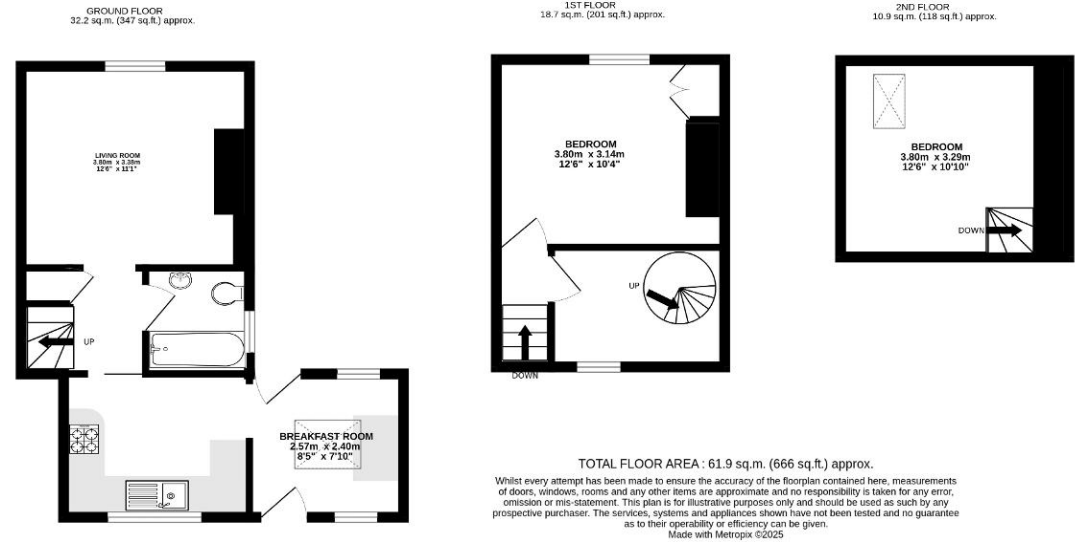 GROUND FLOOR
32.2 sq.m. (347 sq.ft.) approx.
1ST FLOOR
18.7 sq.m. (201 sq.ft.) approx.
2ND FLOOR
10.9 sq.m. (118 sq.ft.) approx.
LIVING ROOM
3.80m x 3.38m
12'6" x 11'1"
UP
BREAKFAST ROOM
2.57m x 2.40m
8'5" x 7'10"
BEDROOM
3.80m x 3.14m
12'6" x 10'4"
UP
DOWN
BEDROOM
3.80m x 3.29m
12'6" x 10'10"
DOWN
TOTAL FLOOR AREA : 61.9 sq.m. (666 sq.ft.) approx.
Whilst every attempt has been made to ensure the accuracy of the floorplan contained here, measurements
of doors, windows, rooms and any other items are approximate and no responsibility is taken for any error,
omission or mis-statement. This plan is for illustrative purposes only and should be used as such by any
prospective purchaser. The services, systems and appliances shown have not been tested and no guarantee
as to their operability or efficiency can be given.
Made with Metropix ©2025